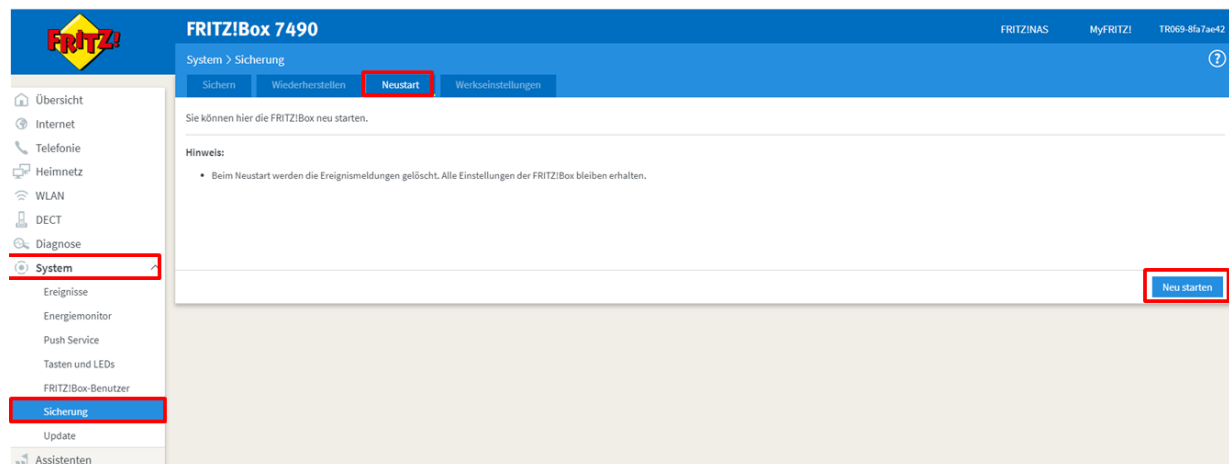 FRITZ!
FRITZ!Box 7490
FRITZ!NAS
MyFRITZ!
TR069-8fa7ae42
System > Sicherung
?
Sichern
Wiederherstellen
Neustart
Werkseinstellungen
Übersicht
Internet
Telefonie
Heimnetz
WLAN
DECT
Diagnose
System
Ereignisse
Energiemonitor
Push Service
Tasten und LEDs
FRITZ!Box-Benutzer
Sicherung
Update
Assistenten
Sie können hier die FRITZ!Box neu starten.
Hinweis:
• Beim Neustart werden die Ereignismeldungen gelöscht. Alle Einstellungen der FRITZ!Box bleiben erhalten.
Neu starten